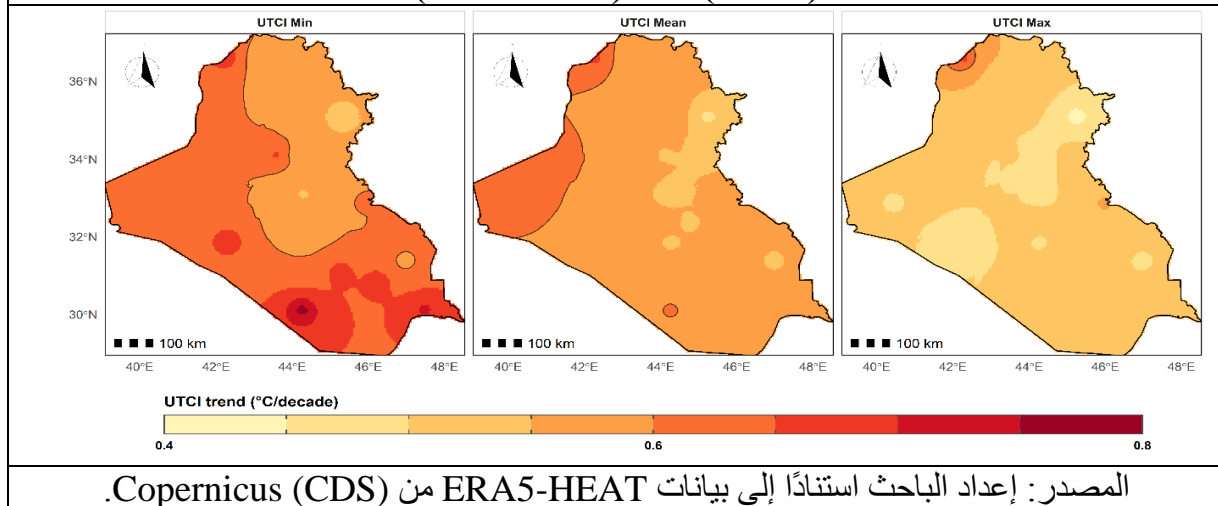 UTCI Min
UTCI Mean
UTCI Max
36°N
34°N
32°N
30°N
100 km
100 km
100 km
40°E 42°E 44°E 46°E 48°E
40°E 42°E 44°E 46°E 48°E
40°E 42°E 44°E 46°E 48°E
UTCI trend (°C/decade)
0.4 0.6 0.8
المصدر: إعداد الباحث استنادًا إلى بيانات ERA5-HEAT من Copernicus (CDS).